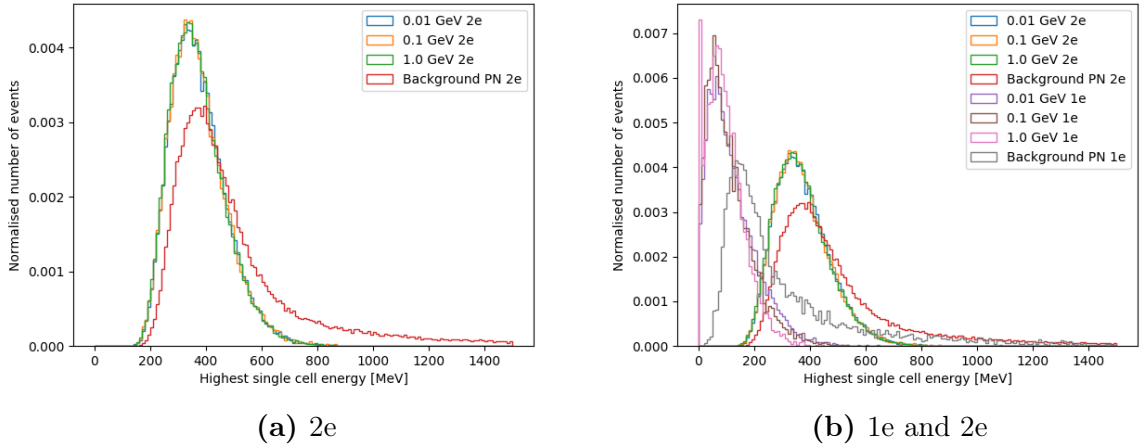 0.004
0.003
0.002
0.001
0.000
Normalised number of events
0.01 GeV 2e
0.1 GeV 2e
1.0 GeV 2e
Background PN 2e
0 200 400 600 800 1000 1200 1400
Highest single cell energy [MeV]
(a) 2e
0.007
0.006
0.005
0.004
0.003
0.002
0.001
0.000
Normalised number of events
0.01 GeV 2e
0.1 GeV 2e
1.0 GeV 2e
Background PN 2e
0.01 GeV 1e
0.1 GeV 1e
1.0 GeV 1e
Background PN 1e
0 200 400 600 800 1000 1200 1400
Highest single cell energy [MeV]
(b) 1e and 2e